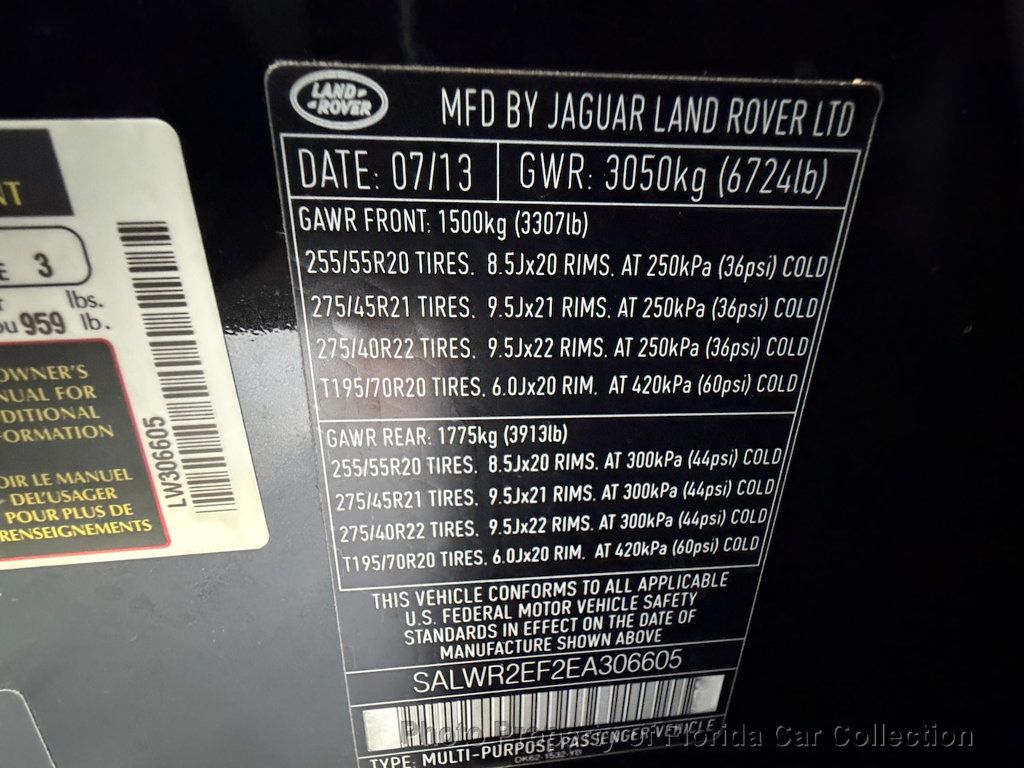 NT
3
lbs.
959 lb.
OWNER'S
FOR
LW306605
LE MANUEL
DEL'USAGER
POUR PLUS DE
RENSEIGNEMENTS
LAND
ROVER
MFD BY JAGUAR LAND ROVER LTD
DATE: 07/13 GWR: 3050kg (6724lb)
GAWR FRONT: 1500kg (3307lb)
255/55R20 TIRES, 8.5Jx20 RIMS, AT 250kPa (36psi) COLD
275/45R21 TIRES, 9.5Jx21 RIMS, AT 250kPa (36psi) COLD
275/40R22 TIRES, 9.5Jx22 RIMS, AT 250kPa (36psi) COLD
T195/70R20 TIRES, 6.0Jx20 RIM, AT 420kPa (60psi) COLD
GAWR REAR: 1775kg (3913lb)
255/55R20 TIRES, 8.5Jx20 RIMS, AT 300kPa (44psi) COLD
275/45R21 TIRES, 9.5Jx21 RIMS, AT 300kPa (44psi) COLD
275/40R22 TIRES, 9.5Jx22 RIMS, AT 300kPa (44psi) COLD
T195/70R20 TIRES, 6.0Jx20 RIM, AT 420kPa (60psi) COLD
THIS VEHICLE CONFORMS TO ALL APPLICABLE
U.S. FEDERAL MOTOR VEHICLE SAFETY
STANDARDS IN EFFECT ON THE DATE OF
MANUFACTURE SHOWN ABOVE
SALWR2EF2EA306605
TYPE: MULTI-PURPOSE PASSENGER VEHICLE
DK62-1532-YB
Photo Property of Florida Car Collection